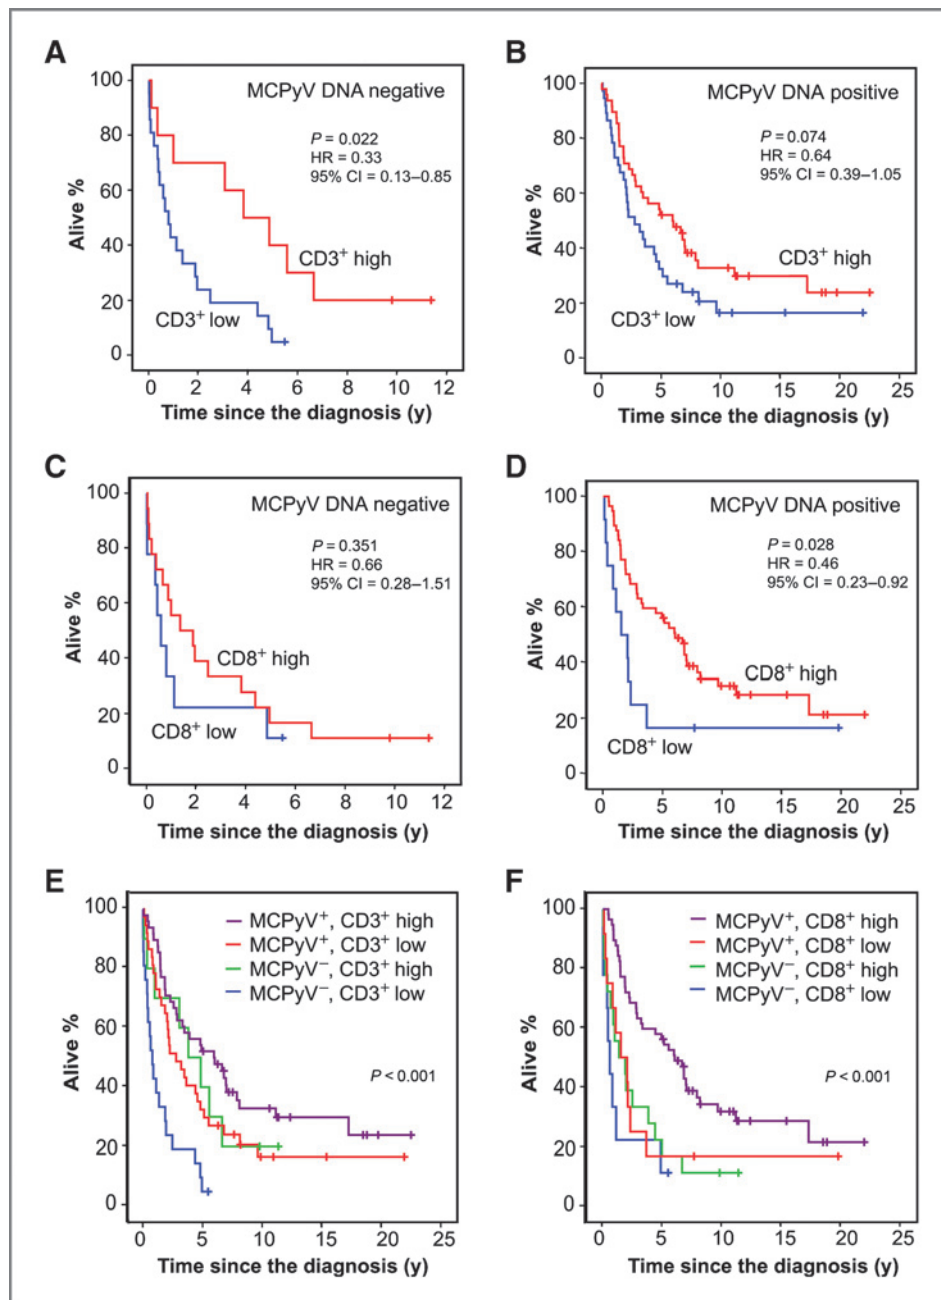 A
MCPyV DNA negative
P = 0.022
HR = 0.33
95% CI = 0.13–0.85
CD3+ high
CD3+ low
Alive %
100
80
60
40
20
0
0 2 4 6 8 10 12
Time since the diagnosis (y)
B
MCPyV DNA positive
P = 0.074
HR = 0.64
95% CI = 0.39–1.05
CD3+ high
CD3+ low
Alive %
100
80
60
40
20
0
0 5 10 15 20 25
Time since the diagnosis (y)
C
MCPyV DNA negative
P = 0.351
HR = 0.66
95% CI = 0.28–1.51
CD8+ high
CD8+ low
Alive %
100
80
60
40
20
0
0 2 4 6 8 10 12
Time since the diagnosis (y)
D
MCPyV DNA positive
P = 0.028
HR = 0.46
95% CI = 0.23–0.92
CD8+ high
CD8+ low
Alive %
100
80
60
40
20
0
0 5 10 15 20 25
Time since the diagnosis (y)
E
MCPyV+, CD3+ high
MCPyV+, CD3+ low
MCPyV−, CD3+ high
MCPyV−, CD3+ low
P < 0.001
Alive %
100
80
60
40
20
0
0 5 10 15 20 25
Time since the diagnosis (y)
F
MCPyV+, CD8+ high
MCPyV+, CD8+ low
MCPyV−, CD8+ high
MCPyV−, CD8+ low
P < 0.001
Alive %
100
80
60
40
20
0
0 5 10 15 20 25
Time since the diagnosis (y)